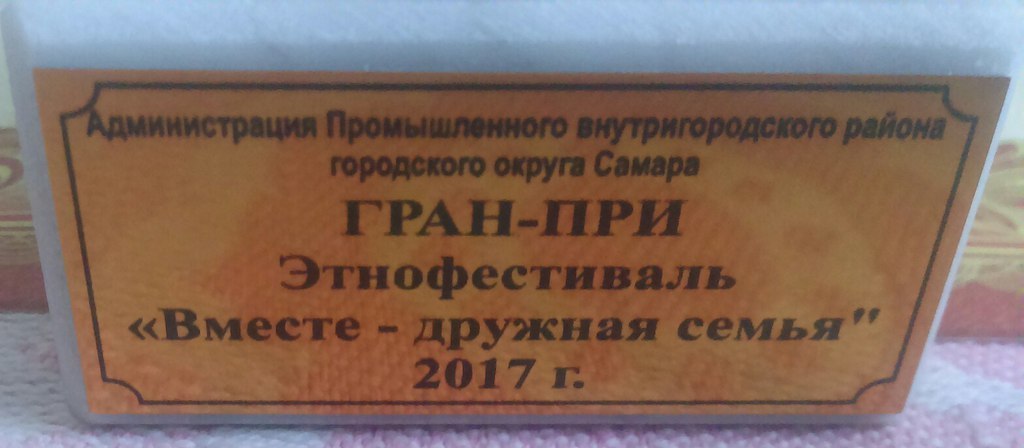 Администрация Промышленного внутригородского района
городского округа Самара
ГРАН-ПРИ
Этнофестиваль
«Вместе - дружная семья"
2017 г.